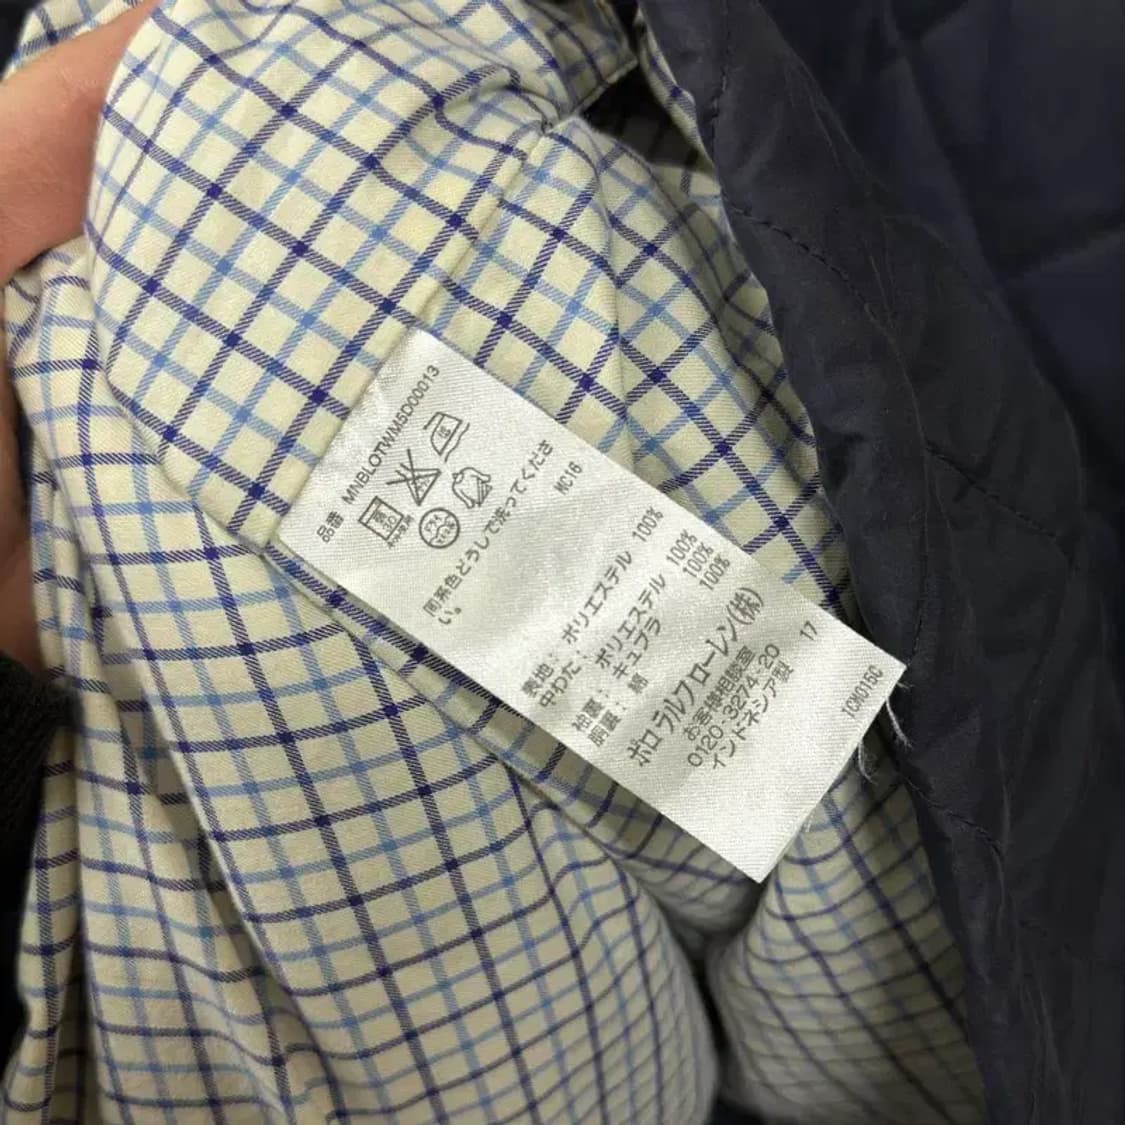 品番 MNBLOTWM5D00013
同系色どうしで洗ってくださ
い。
NC16
表地: ポリエステル 100%
中わた: ポリエステル 100%
袖裏: キュプラ 100%
胴裏: 綿 100%
ポロ ラルフ ローレン(株)
お客様相談室
0120-3274-20
インドネシア製
17
TCM016C